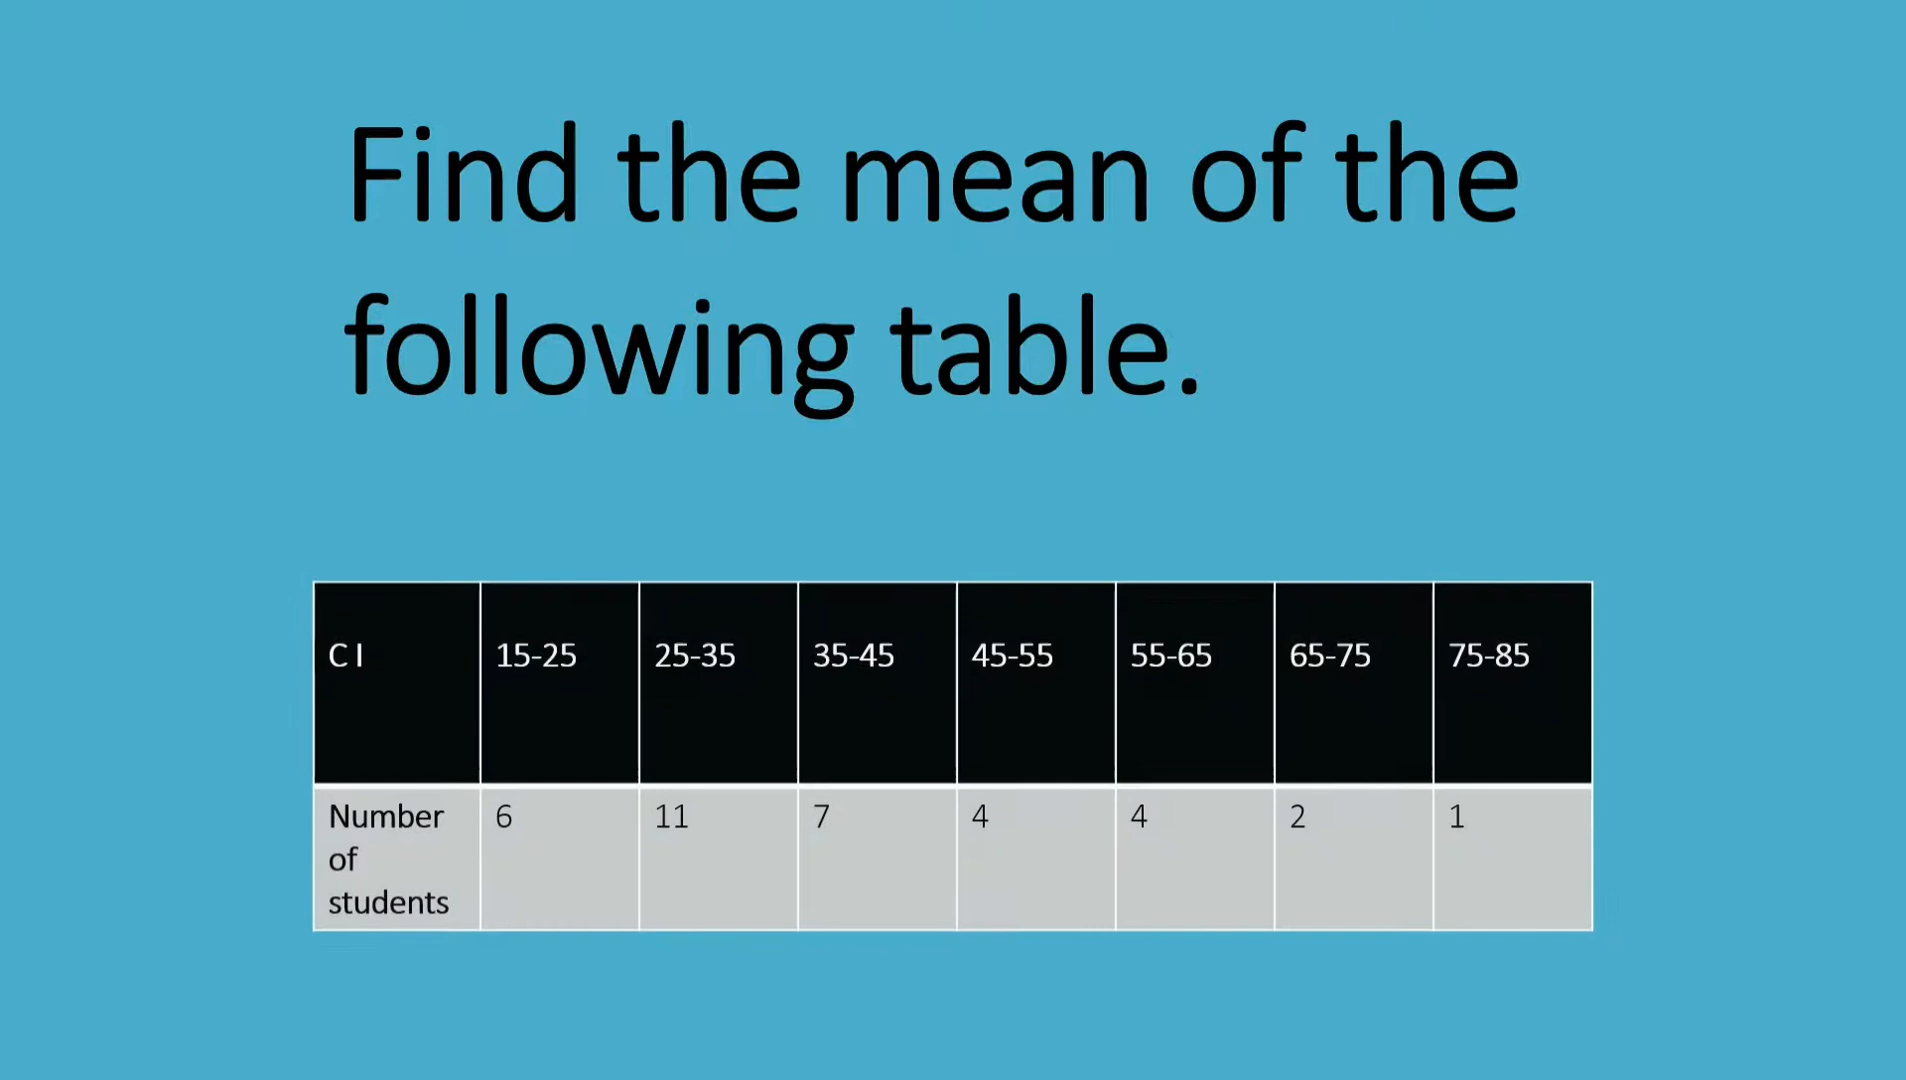 Find the mean of the
following table.
C I 15-25 25-35 35-45 45-55 55-65 65-75 75-85
Number of students 6 11 7 4 4 2 1